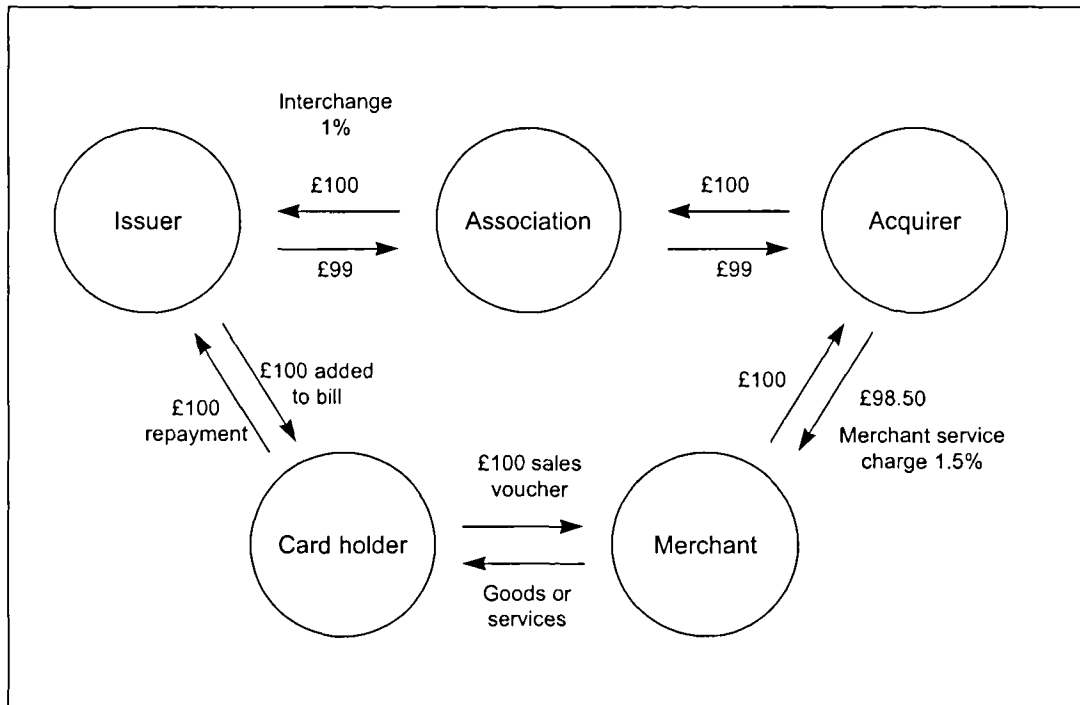 Interchange
1%
Issuer
£100
£99
Association
£100
£99
Acquirer
£100 added
to bill
£100
repayment
£100
£98.50
Merchant service
charge 1.5%
Card holder
£100 sales
voucher
Goods or
services
Merchant